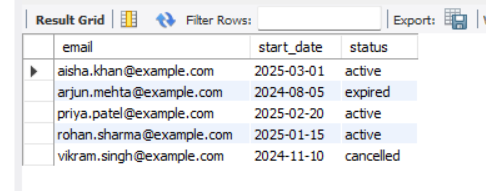 Result Grid Filter Rows: Export:
email start_date status
aisha.khan@example.com 2025-03-01 active
arjun.mehta@example.com 2024-08-05 expired
priya.patel@example.com 2025-02-20 active
rohan.sharma@example.com 2025-01-15 active
vikram.singh@example.com 2024-11-10 cancelled